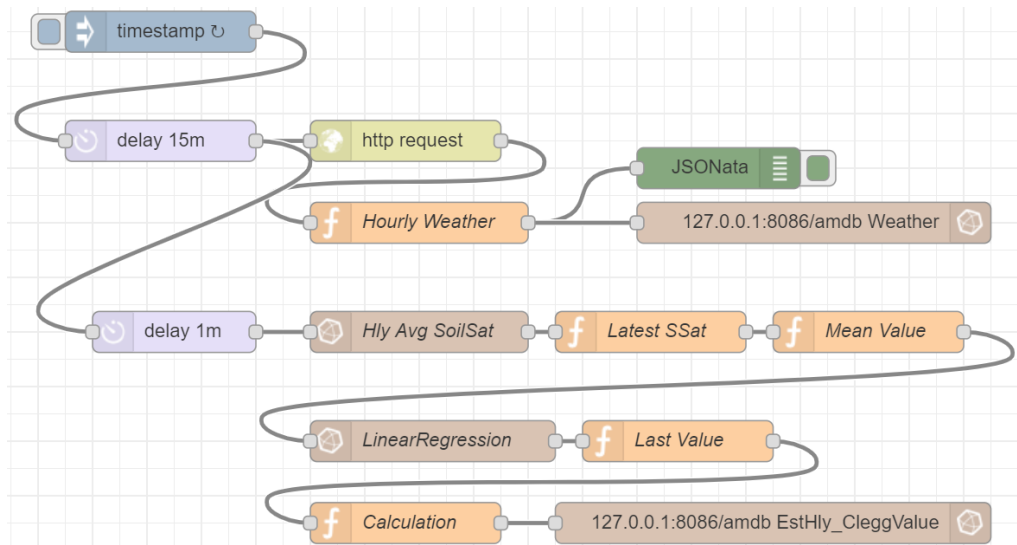 timestamp ↻
delay 15m
http request
JSONata
Hourly Weather
127.0.0.1:8086/amdb Weather
delay 1m
Hly Avg SoilSat
Latest SSat
Mean Value
LinearRegression
Last Value
Calculation
127.0.0.1:8086/amdb EstHly_CleggValue